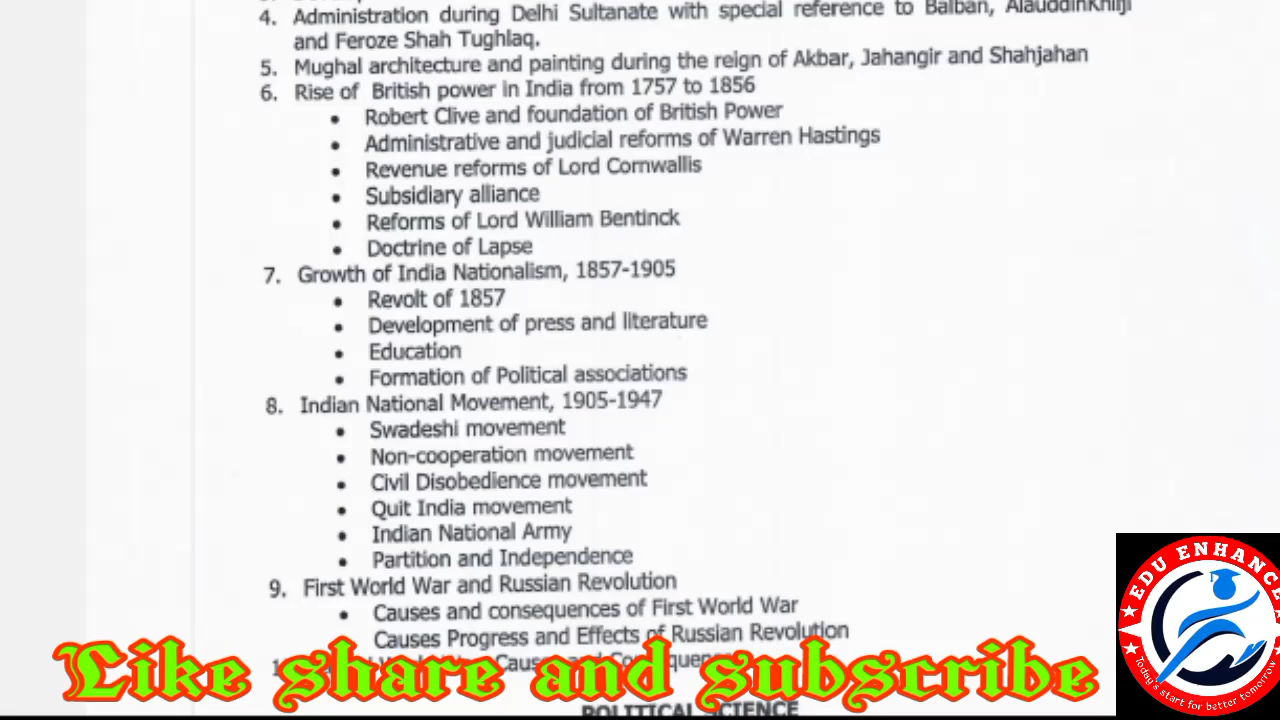 4. Administration during Delhi Sultanate with special reference to Balban, AlauddinKhilji
and Feroze Shah Tughlaq.
5. Mughal architecture and painting during the reign of Akbar, Jahangir and Shahjahan
6. Rise of British power in India from 1757 to 1856
• Robert Clive and foundation of British Power
• Administrative and judicial reforms of Warren Hastings
• Revenue reforms of Lord Cornwallis
• Subsidiary alliance
• Reforms of Lord William Bentinck
• Doctrine of Lapse
7. Growth of India Nationalism, 1857-1905
• Revolt of 1857
• Development of press and literature
• Education
• Formation of Political associations
8. Indian National Movement, 1905-1947
• Swadeshi movement
• Non-cooperation movement
• Civil Disobedience movement
• Quit India movement
• Indian National Army
• Partition and Independence
9. First World War and Russian Revolution
• Causes and consequences of First World War
Causes Progress and Effects of Russian Revolution
Like share and subscribe
POLITICAL SCIENCE
EDU ENHANCE
Today's start for better tomorrow